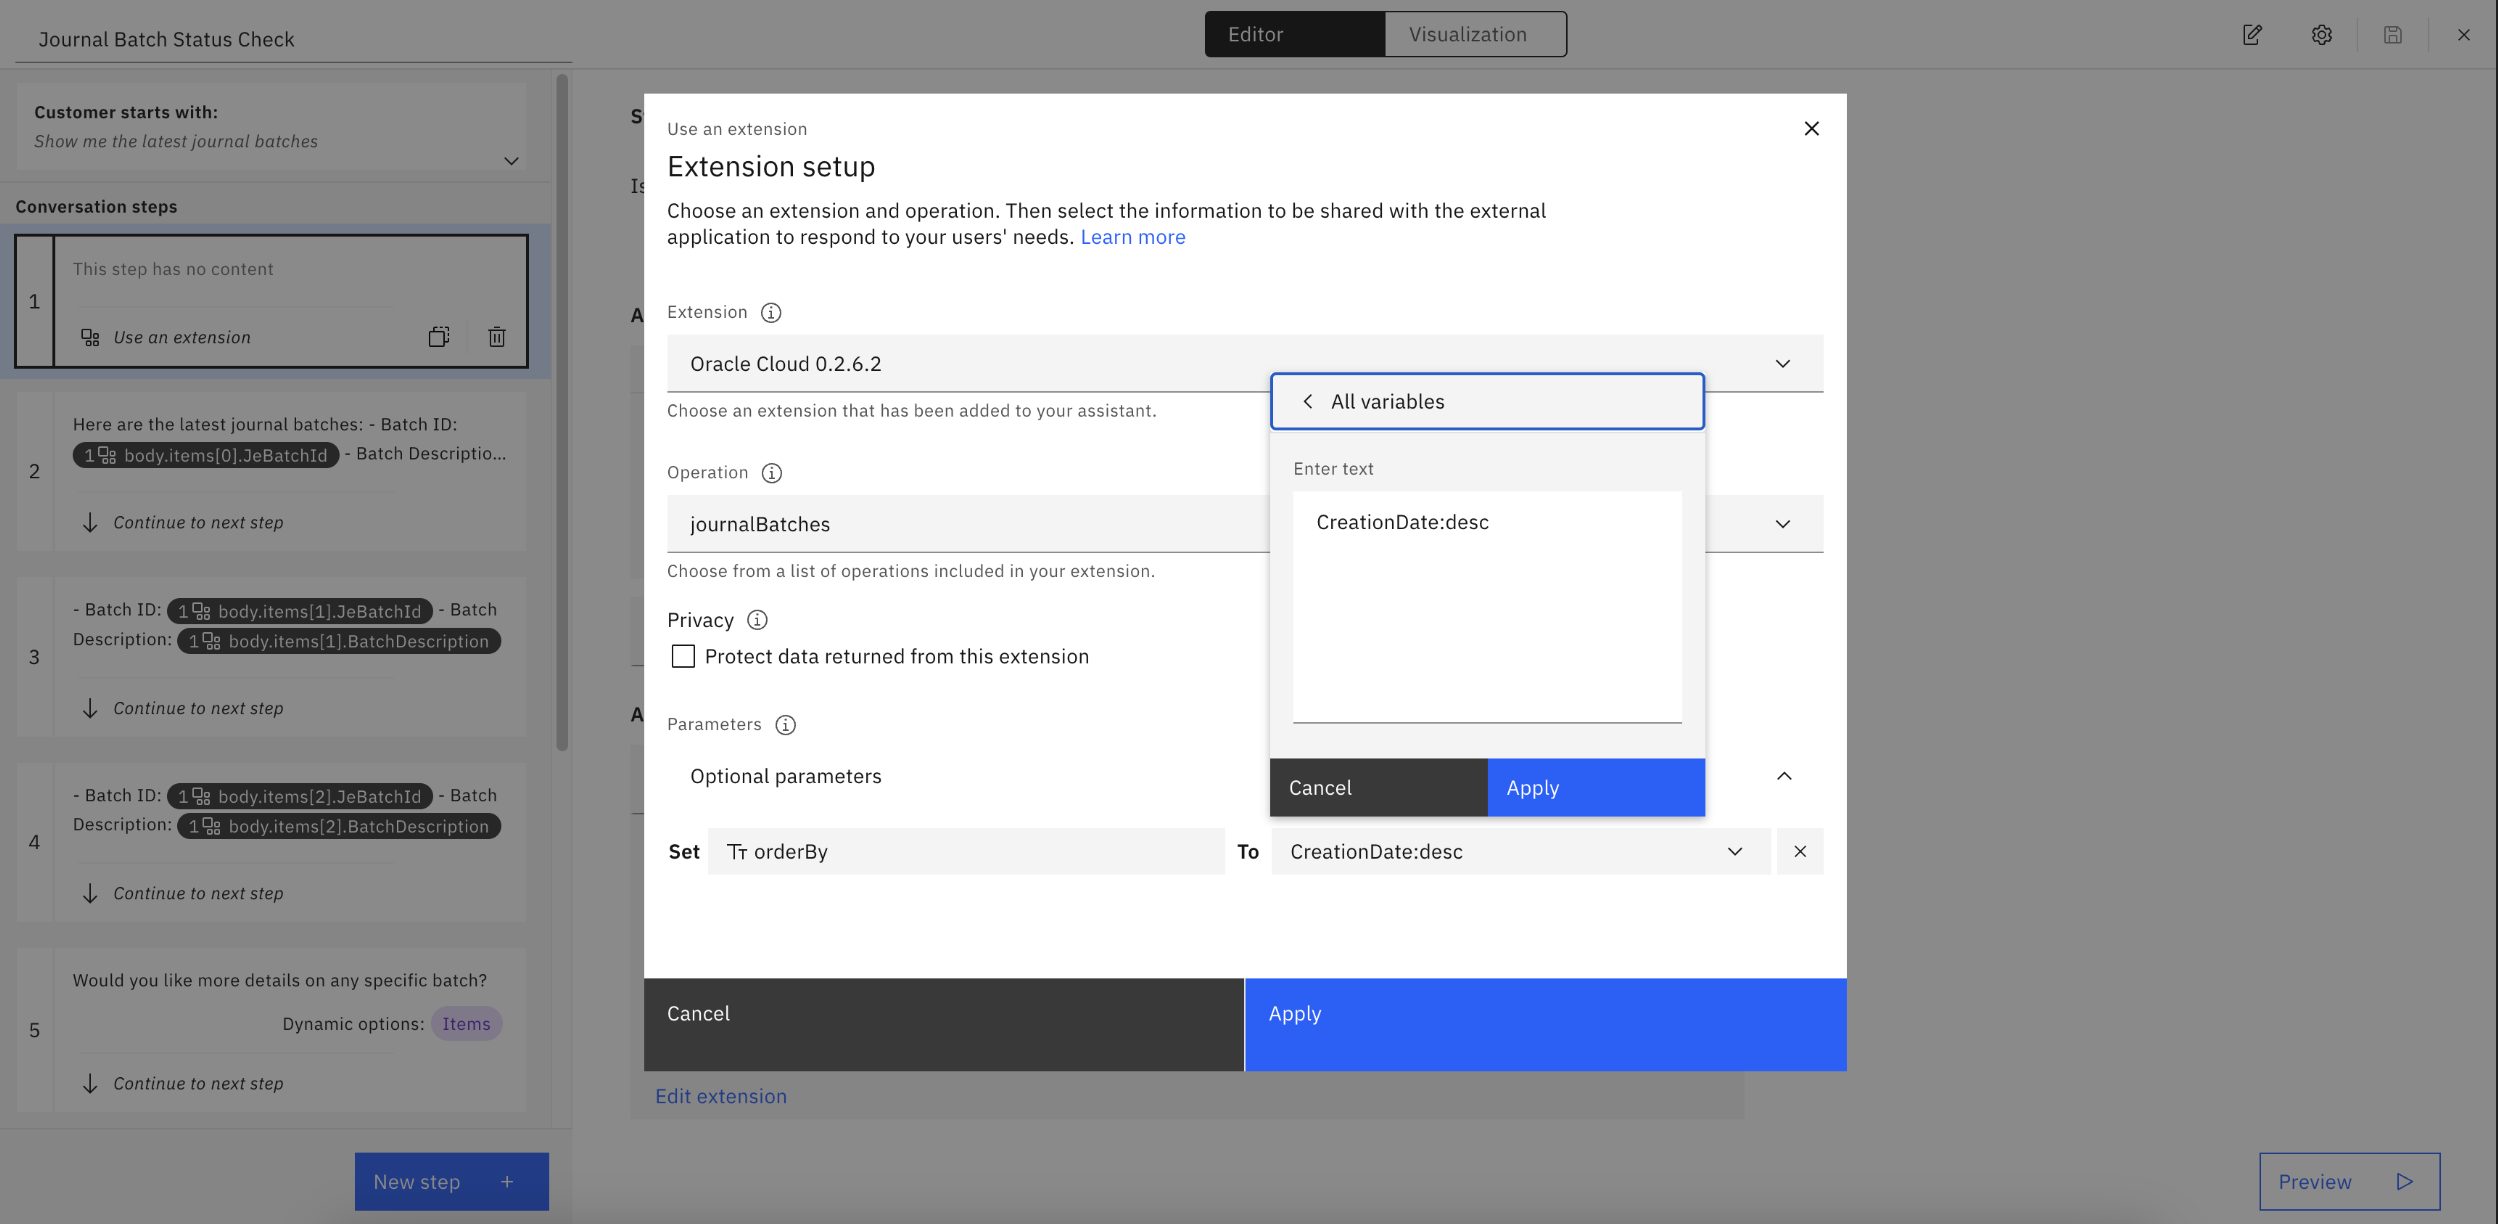 Journal Batch Status Check
Editor
Visualization
Customer starts with:
Show me the latest journal batches
Conversation steps
1
This step has no content
Use an extension
2
Here are the latest journal batches: - Batch ID:
1 body.items[0].JeBatchId - Batch Descriptio...
Continue to next step
3
- Batch ID: 1 body.items[1].JeBatchId - Batch
Description: 1 body.items[1].BatchDescription
Continue to next step
4
- Batch ID: 1 body.items[2].JeBatchId - Batch
Description: 1 body.items[2].BatchDescription
Continue to next step
5
Would you like more details on any specific batch?
Dynamic options: Items
Continue to next step
New step +
Use an extension
Extension setup
Choose an extension and operation. Then select the information to be shared with the external
application to respond to your users' needs. Learn more
Extension
Oracle Cloud 0.2.6.2
Choose an extension that has been added to your assistant.
Operation
journalBatches
Choose from a list of operations included in your extension.
Privacy
Protect data returned from this extension
Parameters
Optional parameters
All variables
Enter text
CreationDate:desc
Cancel
Apply
Set
orderBy
To
CreationDate:desc
Cancel
Apply
Edit extension
Preview